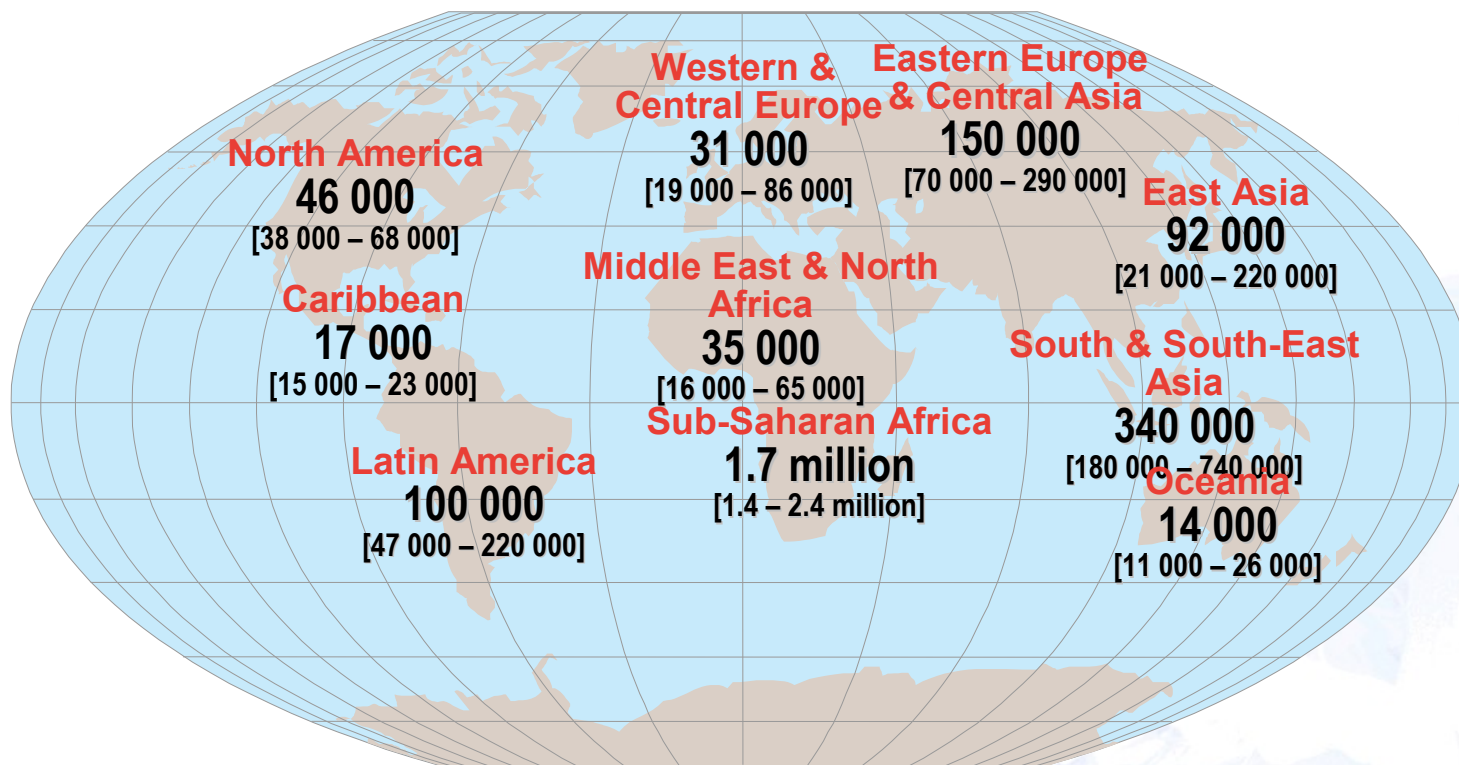 North America
46 000
[38 000 – 68 000]
Caribbean
17 000
[15 000 – 23 000]
Latin America
100 000
[47 000 – 220 000]
Western &
Central Europe
31 000
[19 000 – 86 000]
Middle East & North
Africa
35 000
[16 000 – 65 000]
Sub-Saharan Africa
1.7 million
[1.4 – 2.4 million]
Eastern Europe
& Central Asia
150 000
[70 000 – 290 000]
East Asia
92 000
[21 000 – 220 000]
South & South-East
Asia
340 000
[180 000 – 740 000]
Oceania
14 000
[11 000 – 26 000]